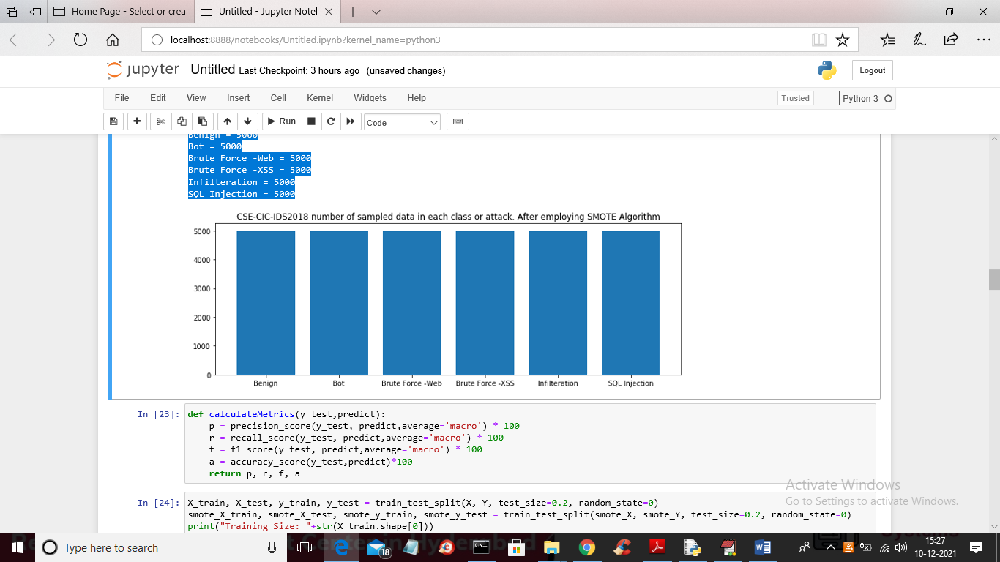 Home Page - Select or creat
Untitled - Jupyter Notel
localhost:8888/notebooks/Untitled.ipynb?kernel_name=python3
jupyter Untitled Last Checkpoint: 3 hours ago (unsaved changes)
Logout
File Edit View Insert Cell Kernel Widgets Help
Trusted
Python 3
Run
Code
Benign = 5000
Bot = 5000
Brute Force -Web = 5000
Brute Force -XSS = 5000
Infilteration = 5000
SQL Injection = 5000
CSE-CIC-IDS2018 number of sampled data in each class or attack. After employing SMOTE Algorithm
5000
4000
3000
2000
1000
0
Benign Bot Brute Force -Web Brute Force -XSS Infilteration SQL Injection
In [23]: def calculateMetrics(y_test,predict):
p = precision_score(y_test, predict,average='macro') * 100
r = recall_score(y_test, predict,average='macro') * 100
f = f1_score(y_test, predict,average='macro') * 100
a = accuracy_score(y_test,predict)*100
return p, r, f, a
In [24]: X_train, X_test, y_train, y_test = train_test_split(X, Y, test_size=0.2, random_state=0)
smote_X_train, smote_X_test, smote_y_train, smote_y_test = train_test_split(smote_X, smote_Y, test_size=0.2, random_state=0)
print("Training Size: "+str(X_train.shape[0]))
Activate Windows
Go to Settings to activate Windows.
Type here to search
18
15:27
10-12-2021